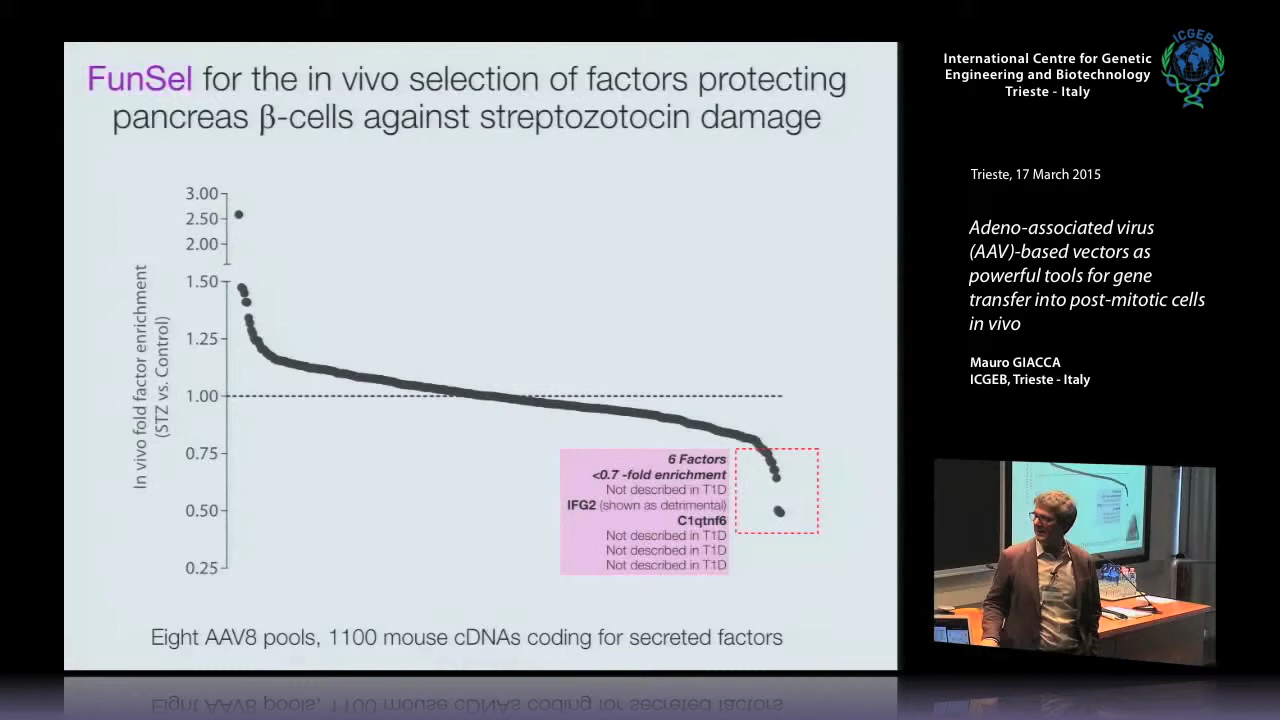 FunSel for the in vivo selection of factors protecting
pancreas β-cells against streptozotocin damage
3.00
2.50
2.00
1.50
1.25
1.00
0.75
0.50
0.25
In vivo fold factor enrichment
(STZ vs. Control)
6 Factors
<0.7 -fold enrichment
Not described in T1D
IFG2 (shown as detrimental)
C1qtnf6
Not described in T1D
Not described in T1D
Not described in T1D
Eight AAV8 pools, 1100 mouse cDNAs coding for secreted factors
International Centre for Genetic
Engineering and Biotechnology
Trieste - Italy
ICGEB
Trieste, 17 March 2015
Adeno-associated virus
(AAV)-based vectors as
powerful tools for gene
transfer into post-mitotic cells
in vivo
Mauro GIACCA
ICGEB, Trieste - Italy